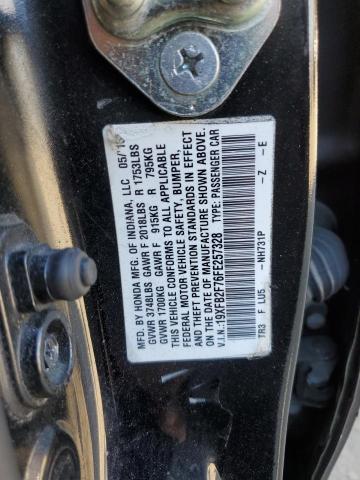 MFD. BY HONDA MFG. OF INDIANA, LLC 05/15
GVWR 3748LBS GAWR F 2018LBS R 1753LBS
GVWR 1700KG GAWR F 915KG R 795KG
THIS VEHICLE CONFORMS TO ALL APPLICABLE
FEDERAL MOTOR VEHICLE SAFETY, BUMPER,
AND THEFT PREVENTION STANDARDS IN EFFECT
ON THE DATE OF MANUFACTURE SHOWN ABOVE.
V.I.N.: 19XFB2F76FE257328 TYPE: PASSENGER CAR
TR3 F LU5 -NH731P -Z -E